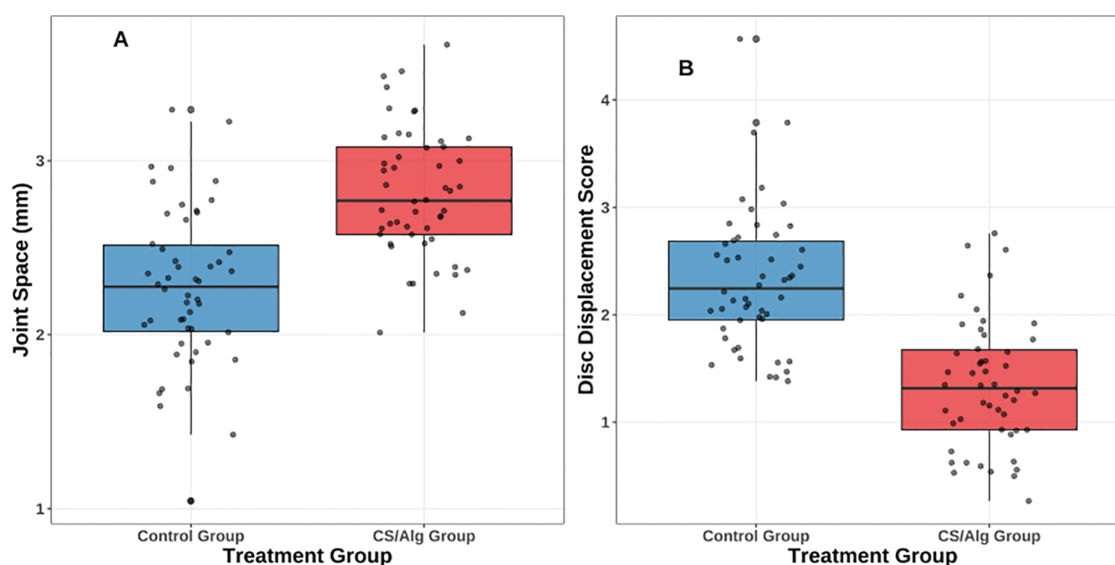 A
Joint Space (mm)
3
2
1
Control Group
CS/Alg Group
Treatment Group
B
Disc Displacement Score
4
3
2
1
Control Group
CS/Alg Group
Treatment Group